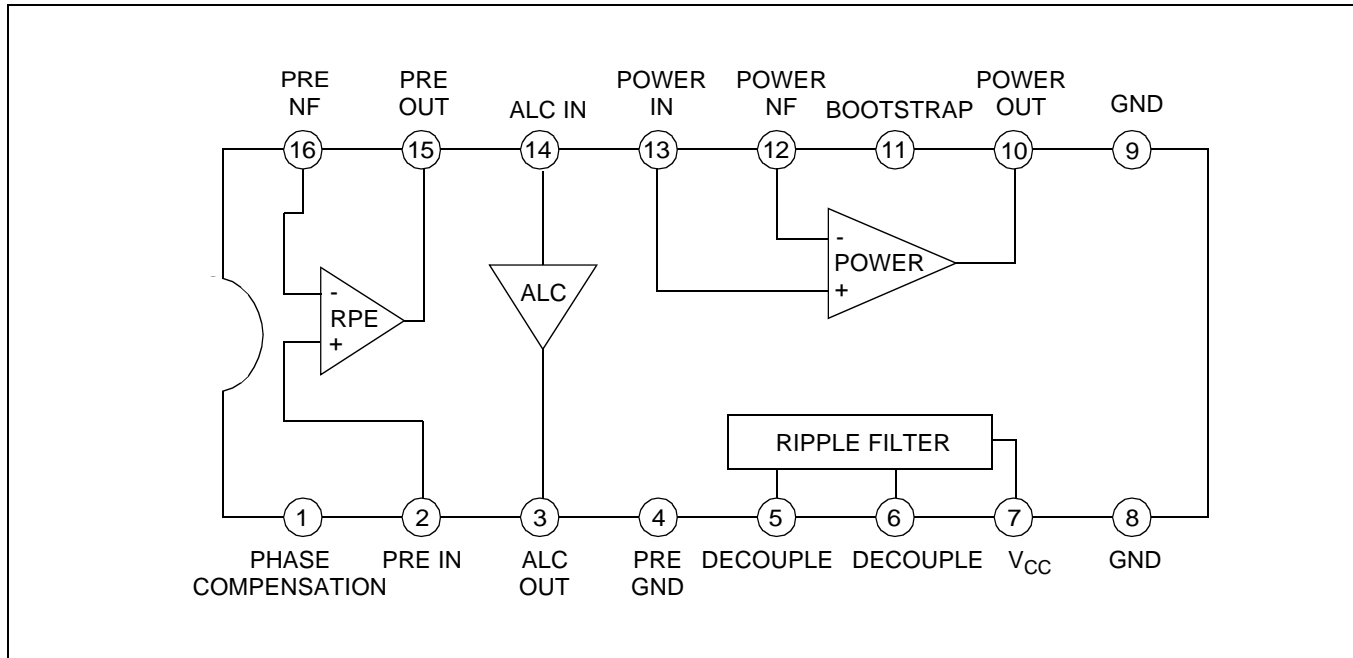 PRE
NF
PRE
OUT
ALC IN
POWER
IN
POWER
NF
BOOTSTRAP
POWER
OUT
GND
16
15
14
13
12
11
10
9
-
RPE
+
ALC
-
POWER
+
RIPPLE FILTER
1
2
3
4
5
6
7
8
PHASE
COMPENSATION
PRE IN
ALC
OUT
PRE
GND
DECOUPLE
DECOUPLE
VCC
GND